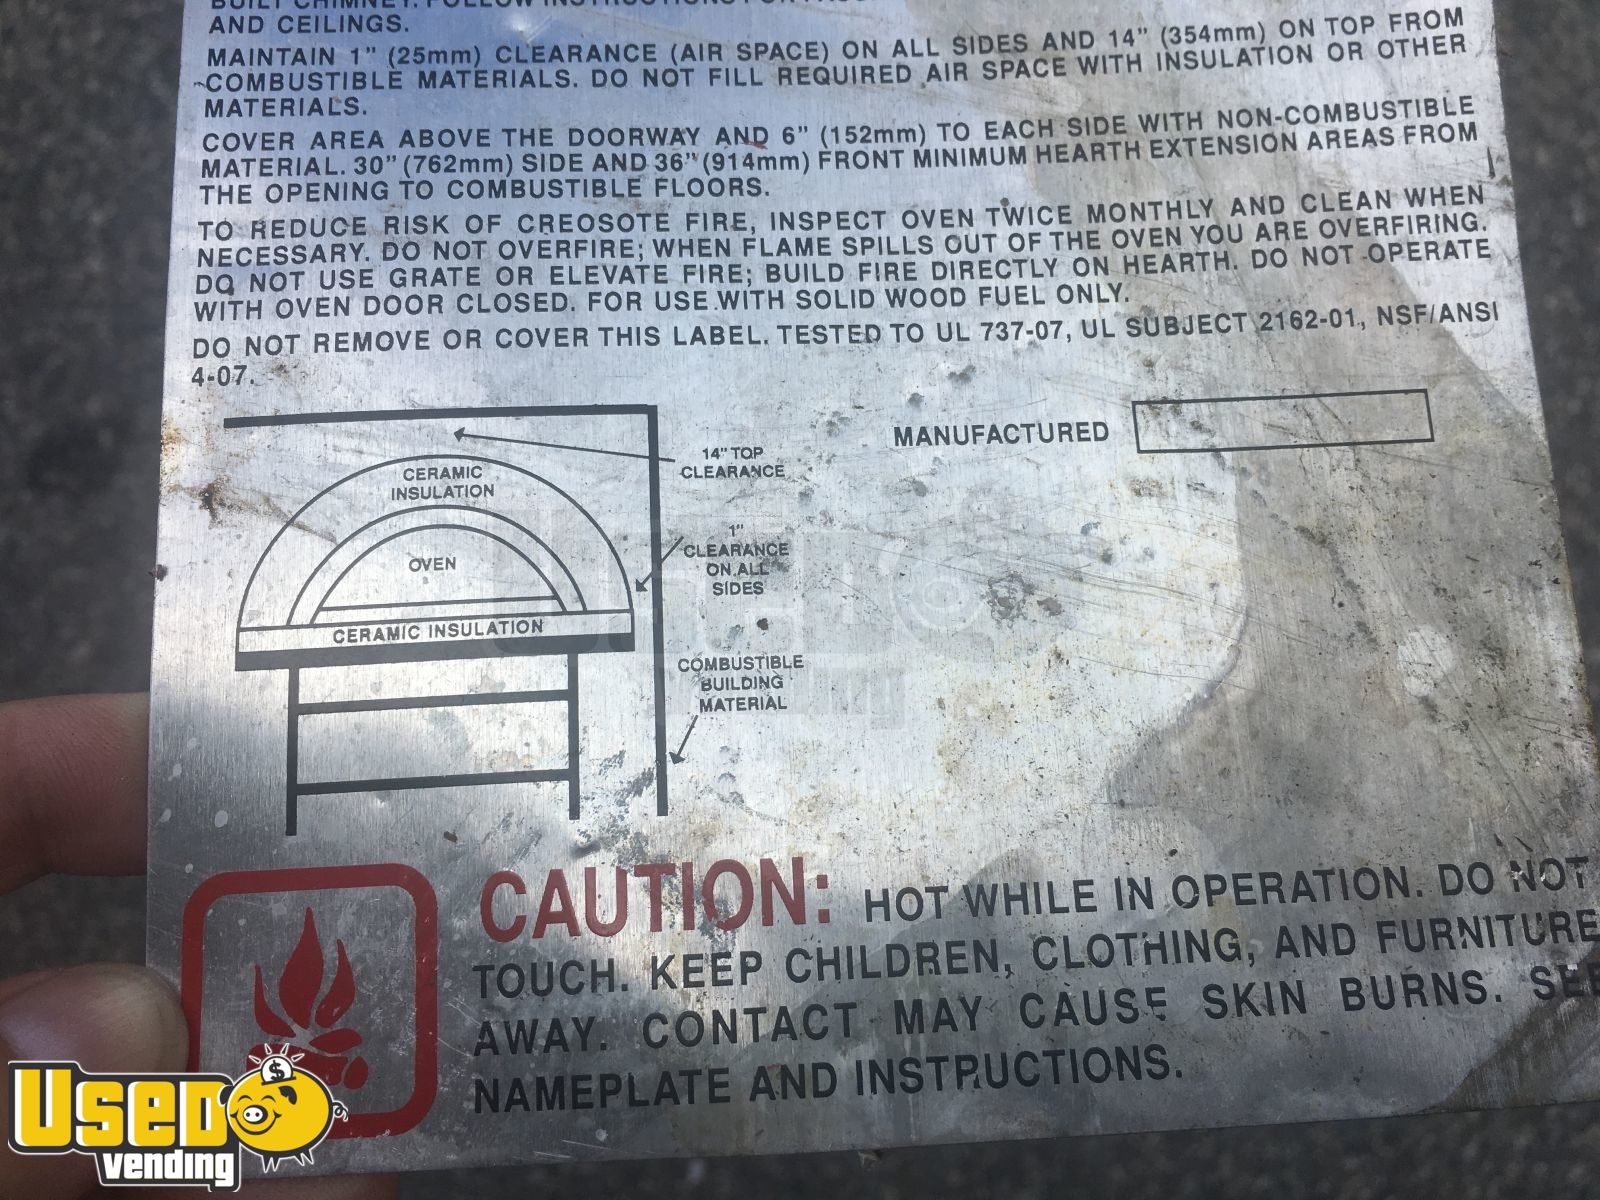 BUILT CHIMNEY. FOLLOW INSTRUCTIONS FOR
AND CEILINGS.
MAINTAIN 1" (25mm) CLEARANCE (AIR SPACE) ON ALL SIDES AND 14" (354mm) ON TOP FROM
COMBUSTIBLE MATERIALS. DO NOT FILL REQUIRED AIR SPACE WITH INSULATION OR OTHER
MATERIALS.
COVER AREA ABOVE THE DOORWAY AND 6" (152mm) TO EACH SIDE WITH NON-COMBUSTIBLE
MATERIAL. 30" (762mm) SIDE AND 36" (914mm) FRONT MINIMUM HEARTH EXTENSION AREAS FROM
THE OPENING TO COMBUSTIBLE FLOORS.
TO REDUCE RISK OF CREOSOTE FIRE, INSPECT OVEN TWICE MONTHLY AND CLEAN WHEN
NECESSARY. DO NOT OVERFIRE; WHEN FLAME SPILLS OUT OF THE OVEN YOU ARE OVERFIRING.
DO NOT USE GRATE OR ELEVATE FIRE; BUILD FIRE DIRECTLY ON HEARTH. DO NOT OPERATE
WITH OVEN DOOR CLOSED. FOR USE WITH SOLID WOOD FUEL ONLY.
DO NOT REMOVE OR COVER THIS LABEL. TESTED TO UL 737-07, UL SUBJECT 2162-01, NSF/ANSI
4-07.
MANUFACTURED
14" TOP
CLEARANCE
CERAMIC
INSULATION
1"
CLEARANCE
ON ALL
SIDES
OVEN
CERAMIC INSULATION
COMBUSTIBLE
BUILDING
MATERIAL
CAUTION: HOT WHILE IN OPERATION. DO NOT
TOUCH. KEEP CHILDREN, CLOTHING, AND FURNITURE
AWAY. CONTACT MAY CAUSE SKIN BURNS. SEE
NAMEPLATE AND INSTRUCTIONS.
USED
vending